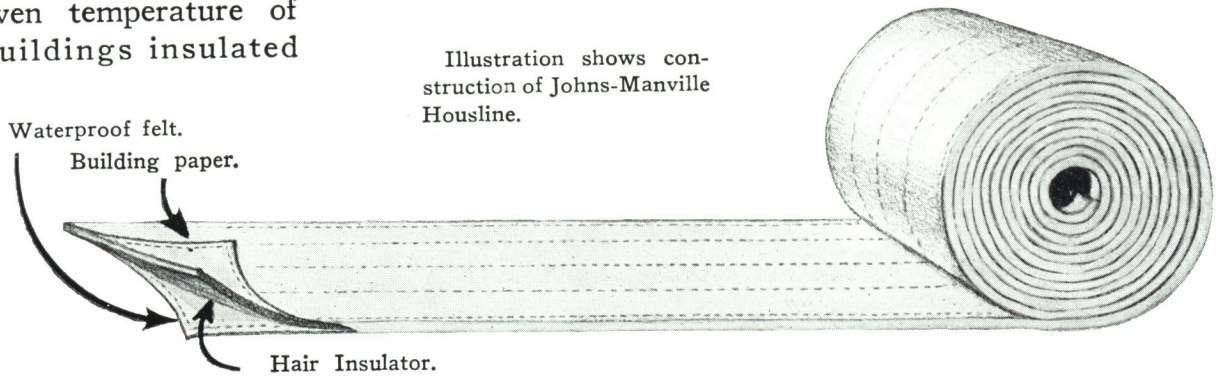 ven temperature of
uildings insulated
Illustration shows con-
struction of Johns-Manville
Housline.
Waterproof felt.
Building paper.
Hair Insulator.